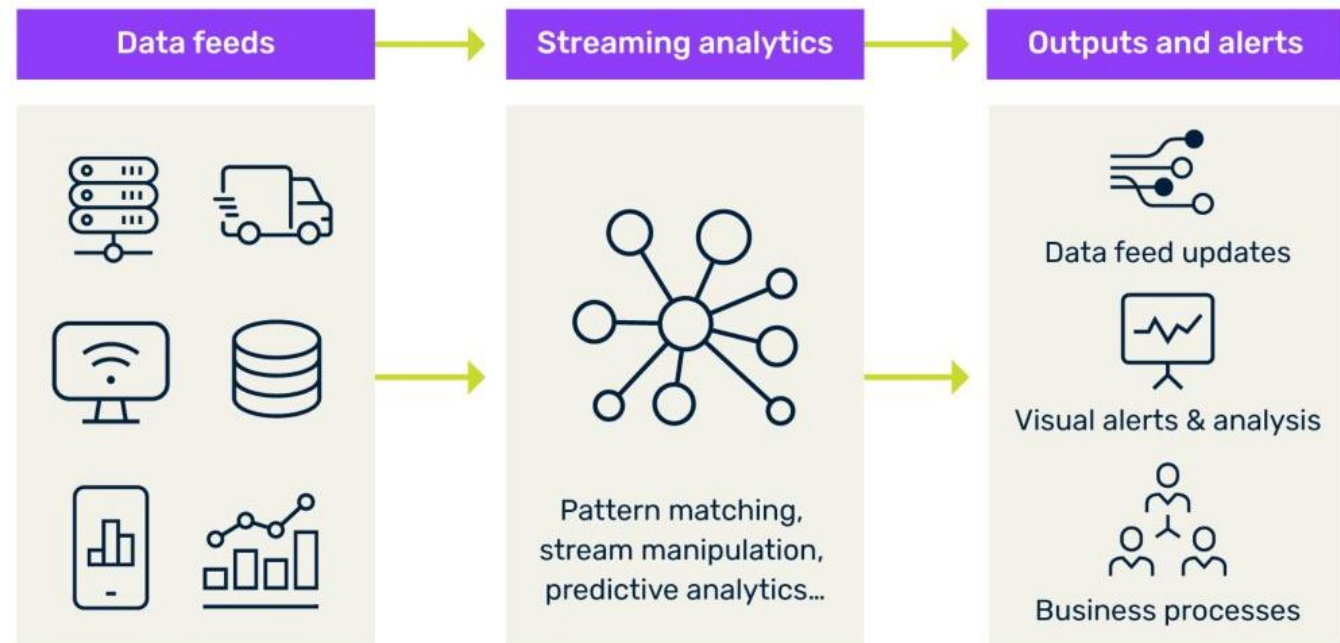 Data feeds
Streaming analytics
Outputs and alerts
Data feed updates
Visual alerts & analysis
Pattern matching,
stream manipulation,
predictive analytics...
Business processes